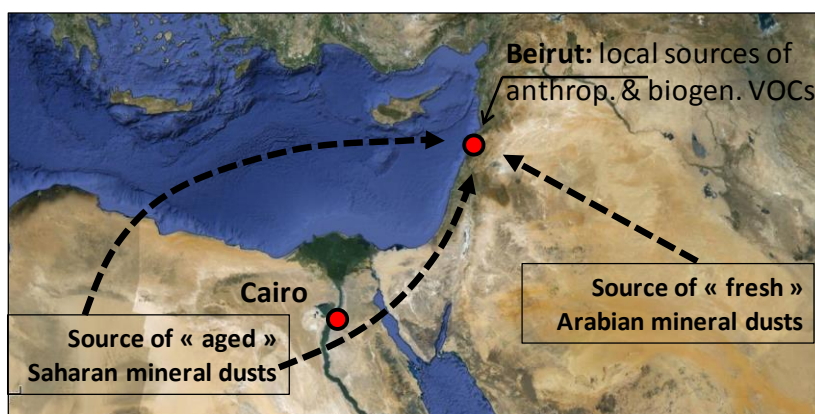 Beirut: local sources of
anthrop. & biogen. VOCs
Cairo
Source of « aged »
Saharan mineral dusts
Source of « fresh »
Arabian mineral dusts